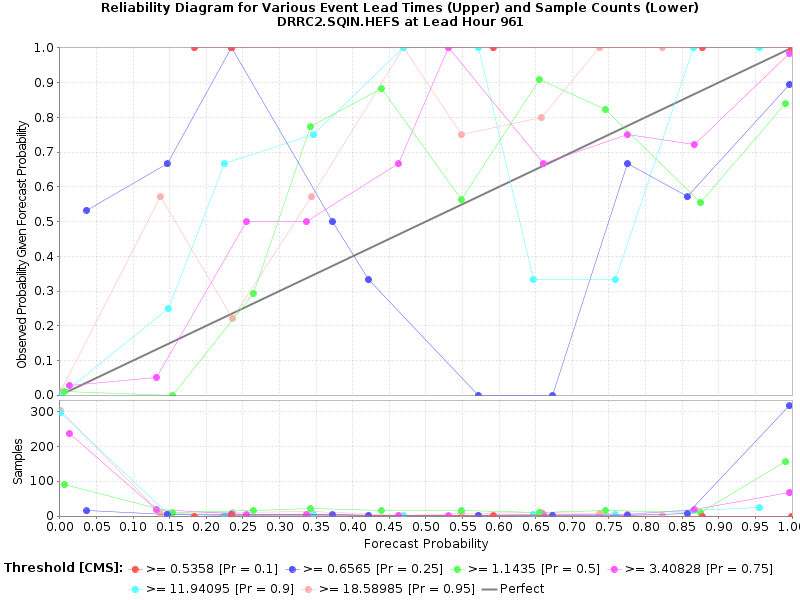 Reliability Diagram for Various Event Lead Times (Upper) and Sample Counts (Lower)
DRRC2.SQIN.HEFS at Lead Hour 961
Observed Probability Given Forecast Probability
1.0
0.9
0.8
0.7
0.6
0.5
0.4
0.3
0.2
0.1
0.0
Samples
300
200
100
0
0.00 0.05 0.10 0.15 0.20 0.25 0.30 0.35 0.40 0.45 0.50 0.55 0.60 0.65 0.70 0.75 0.80 0.85 0.90 0.95 1.00
Forecast Probability
Threshold [CMS]: >= 0.5358 [Pr = 0.1] >= 0.6565 [Pr = 0.25] >= 1.1435 [Pr = 0.5] >= 3.40828 [Pr = 0.75]
>= 11.94095 [Pr = 0.9] >= 18.58985 [Pr = 0.95] Perfect